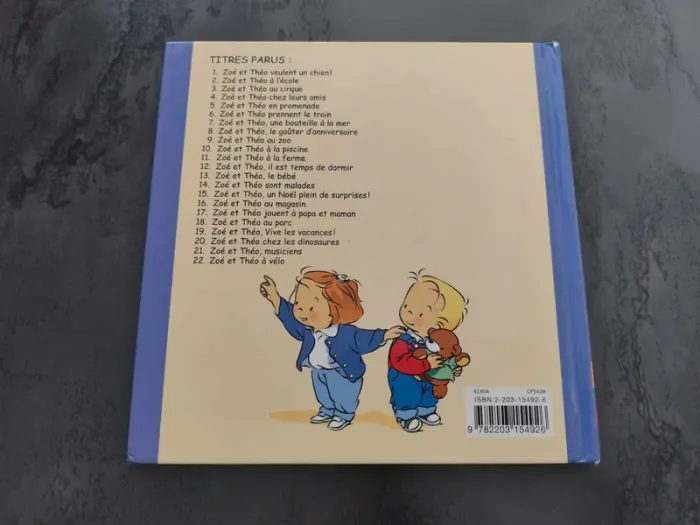 TITRES PARUS :
1. Zoé et Théo veulent un chien!
2. Zoé et Théo à l'école
3. Zoé et Théo au cirque
4. Zoé et Théo chez leurs amis
5. Zoé et Théo en promenade
6. Zoé et Théo prennent le train
7. Zoé et Théo, une bouteille à la mer
8. Zoé et Théo, le goûter d'anniversaire
9. Zoé et Théo au zoo
10. Zoé et Théo à la piscine
11. Zoé et Théo à la ferme
12. Zoé et Théo, il est temps de dormir
13. Zoé et Théo, le bébé
14. Zoé et Théo sont malades
15. Zoé et Théo, un Noël plein de surprises!
16. Zoé et Théo au magasin
17. Zoé et Théo jouent à papa et maman
18. Zoé et Théo au parc
19. Zoé et Théo, Vive les vacances!
20. Zoé et Théo chez les dinosaures
21. Zoé et Théo, musiciens
22. Zoé et Théo à vélo
41404 CPE43R
ISBN 2-203-15492-6
9 782203 154926